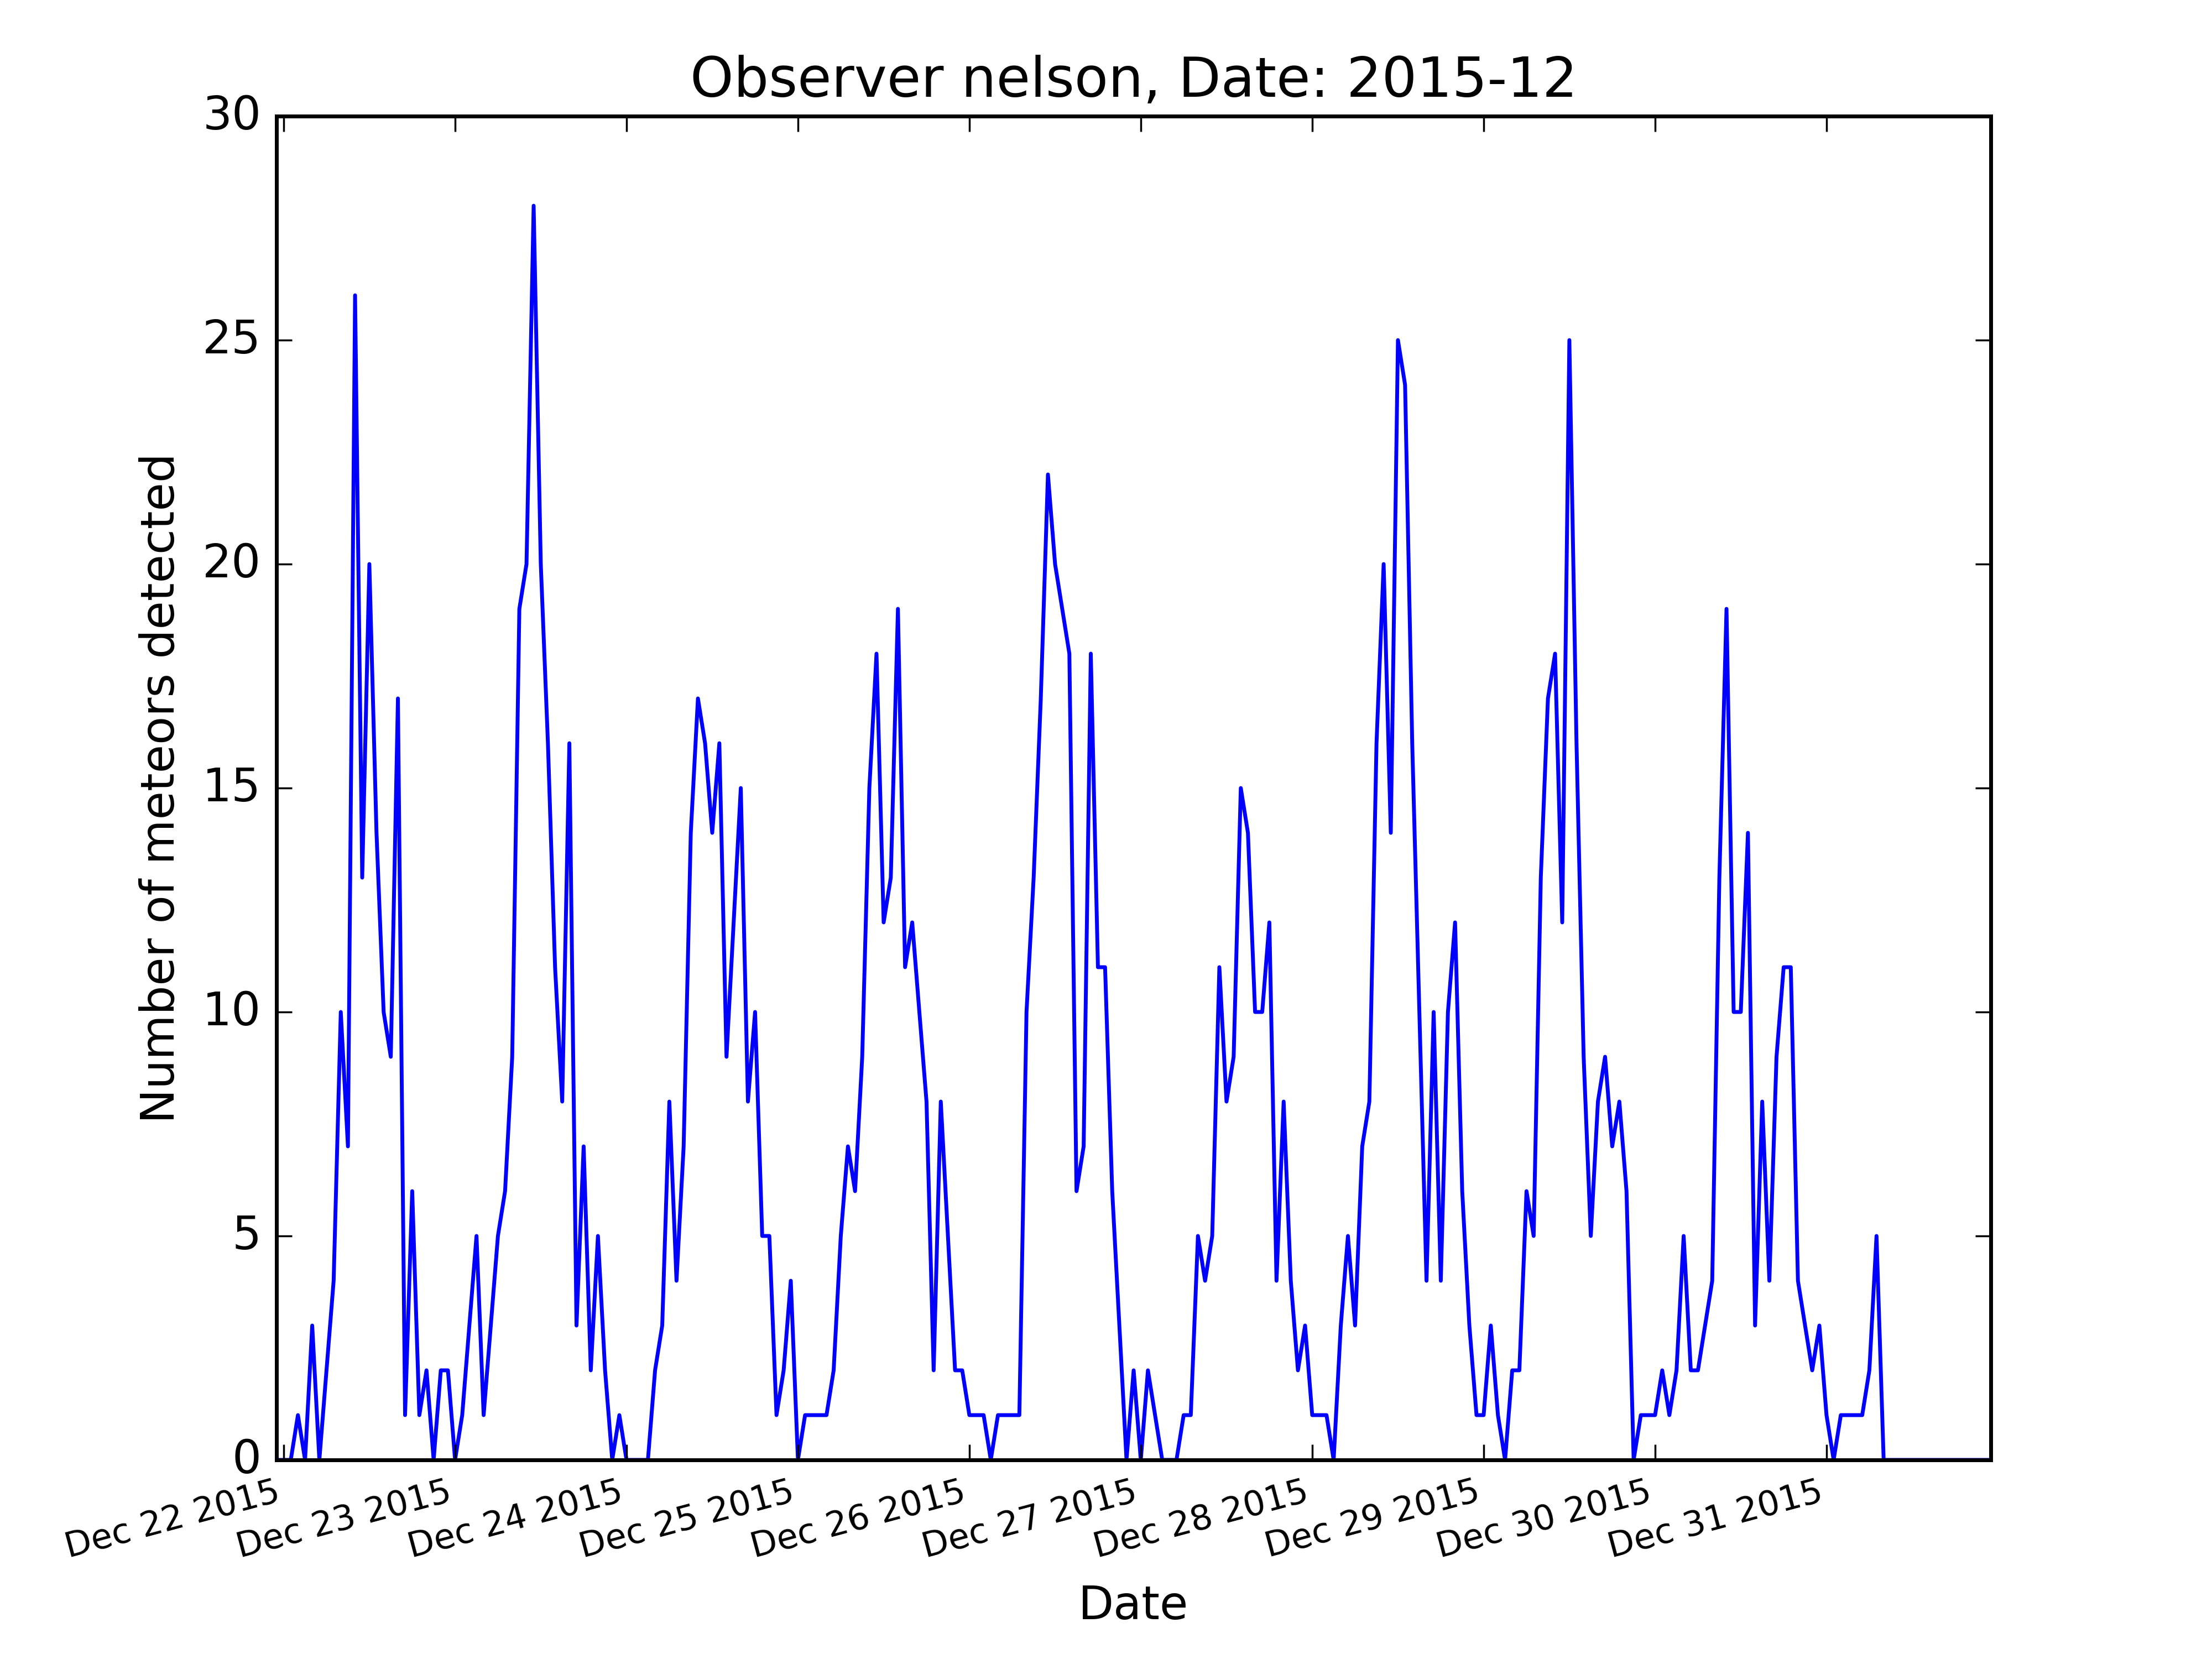 Observer nelson, Date: 2015-12
30
25
20
15
10
5
0
Number of meteors detected
Dec 22 2015
Dec 23 2015
Dec 24 2015
Dec 25 2015
Dec 26 2015
Dec 27 2015
Dec 28 2015
Dec 29 2015
Dec 30 2015
Dec 31 2015
Date